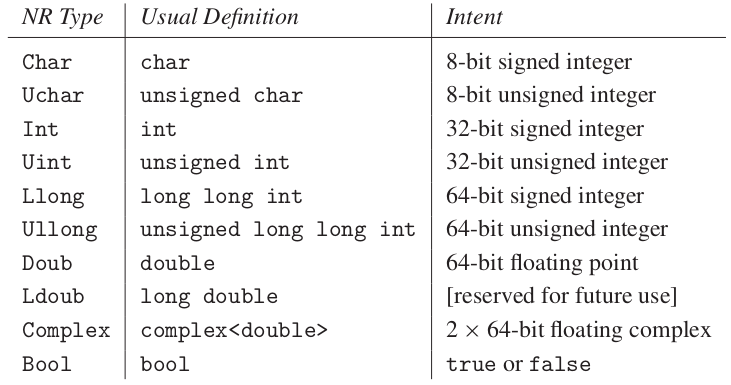 NR Type Usual Definition Intent
Char char 8-bit signed integer
Uchar unsigned char 8-bit unsigned integer
Int int 32-bit signed integer
Uint unsigned int 32-bit unsigned integer
Llong long long int 64-bit signed integer
Ullong unsigned long long int 64-bit unsigned integer
Doub double 64-bit floating point
Ldoub long double [reserved for future use]
Complex complex<double> 2 × 64-bit floating complex
Bool bool true or false